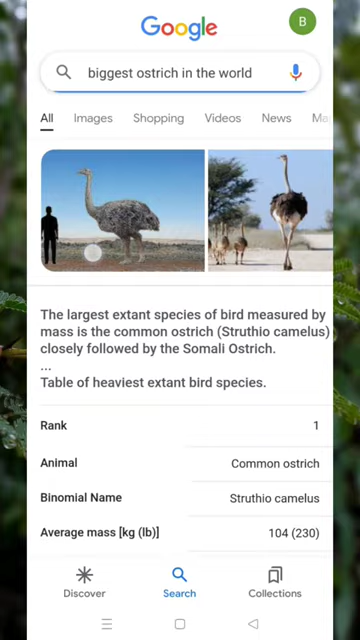 Google
B
biggest ostrich in the world
All Images Shopping Videos News
The largest extant species of bird measured by
mass is the common ostrich (Struthio camelus)
closely followed by the Somali Ostrich.
...
Table of heaviest extant bird species.
Rank 1
Animal Common ostrich
Binomial Name Struthio camelus
Average mass [kg (lb)] 104 (230)
Discover Search Collections